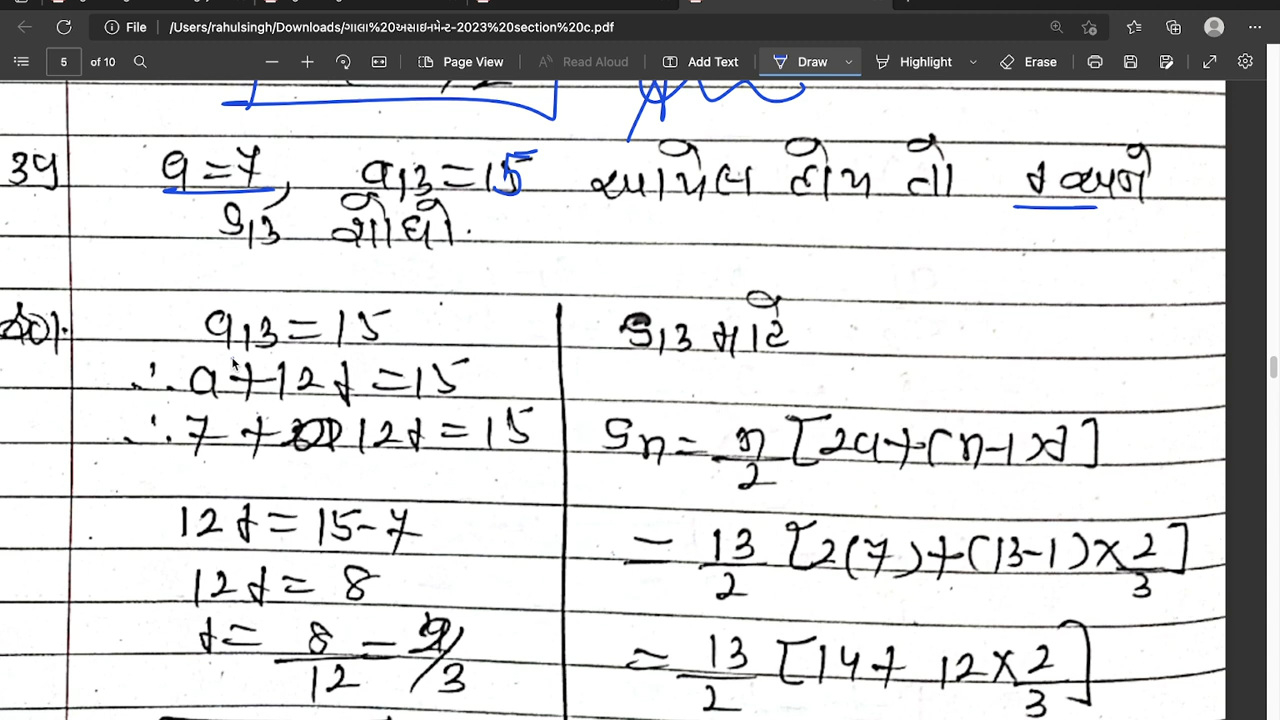 File /Users/rahulsingh/Downloads/ગાલા%20અસાઇનમેન્ટ-2023%20section%20c.pdf
5 of 10 Page View Read Aloud Add Text Draw Highlight Erase
39 a = 7, a13 = 15 આપેલ હોય તો d અને
S13 શોધો.
a13 = 15
∴ a + 12d = 15
∴ 7 + 12d = 15
12d = 15 - 7
12d = 8
d = 8/12 = 2/3
S13 માટે
Sn = n/2 [2a + (n-1)d]
= 13/2 [2(7) + (13-1) × 2/3]
= 13/2 [14 + 12 × 2/3]